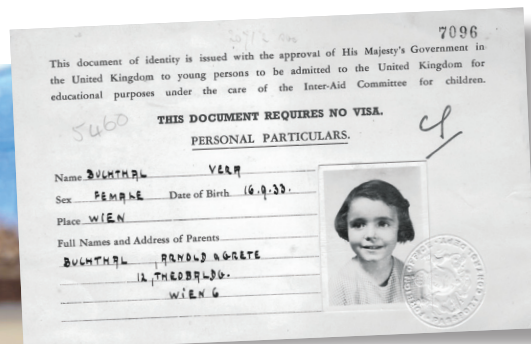 7096
This document of identity is issued with the approval of His Majesty's Government in
the United Kingdom to young persons to be admitted to the United Kingdom for
educational purposes under the care of the Inter-Aid Committee for children.
5460
THIS DOCUMENT REQUIRES NO VISA.
PERSONAL PARTICULARS.
Name BUCHTHAL VERA
Sex FEMALE Date of Birth 16.9.33.
Place WIEN
Full Names and Address of Parents
BUCHTHAL ARNOLD & GRETE
12, THEOBALDG.
WIEN 6